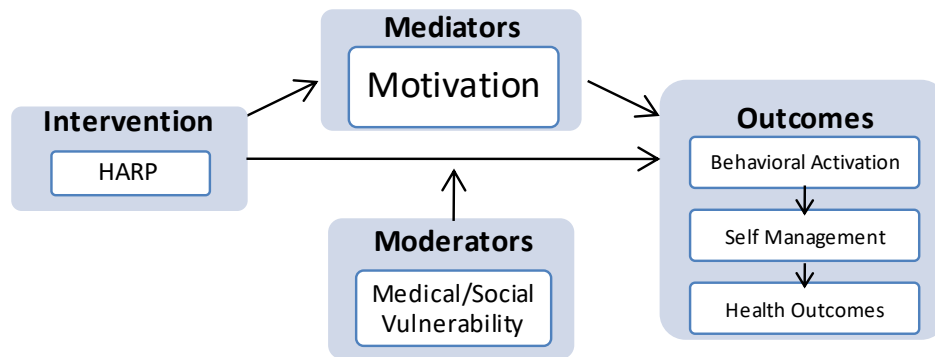 Mediators
Motivation
Intervention
HARP
Outcomes
Behavioral Activation
Self Management
Health Outcomes
Moderators
Medical/Social
Vulnerability